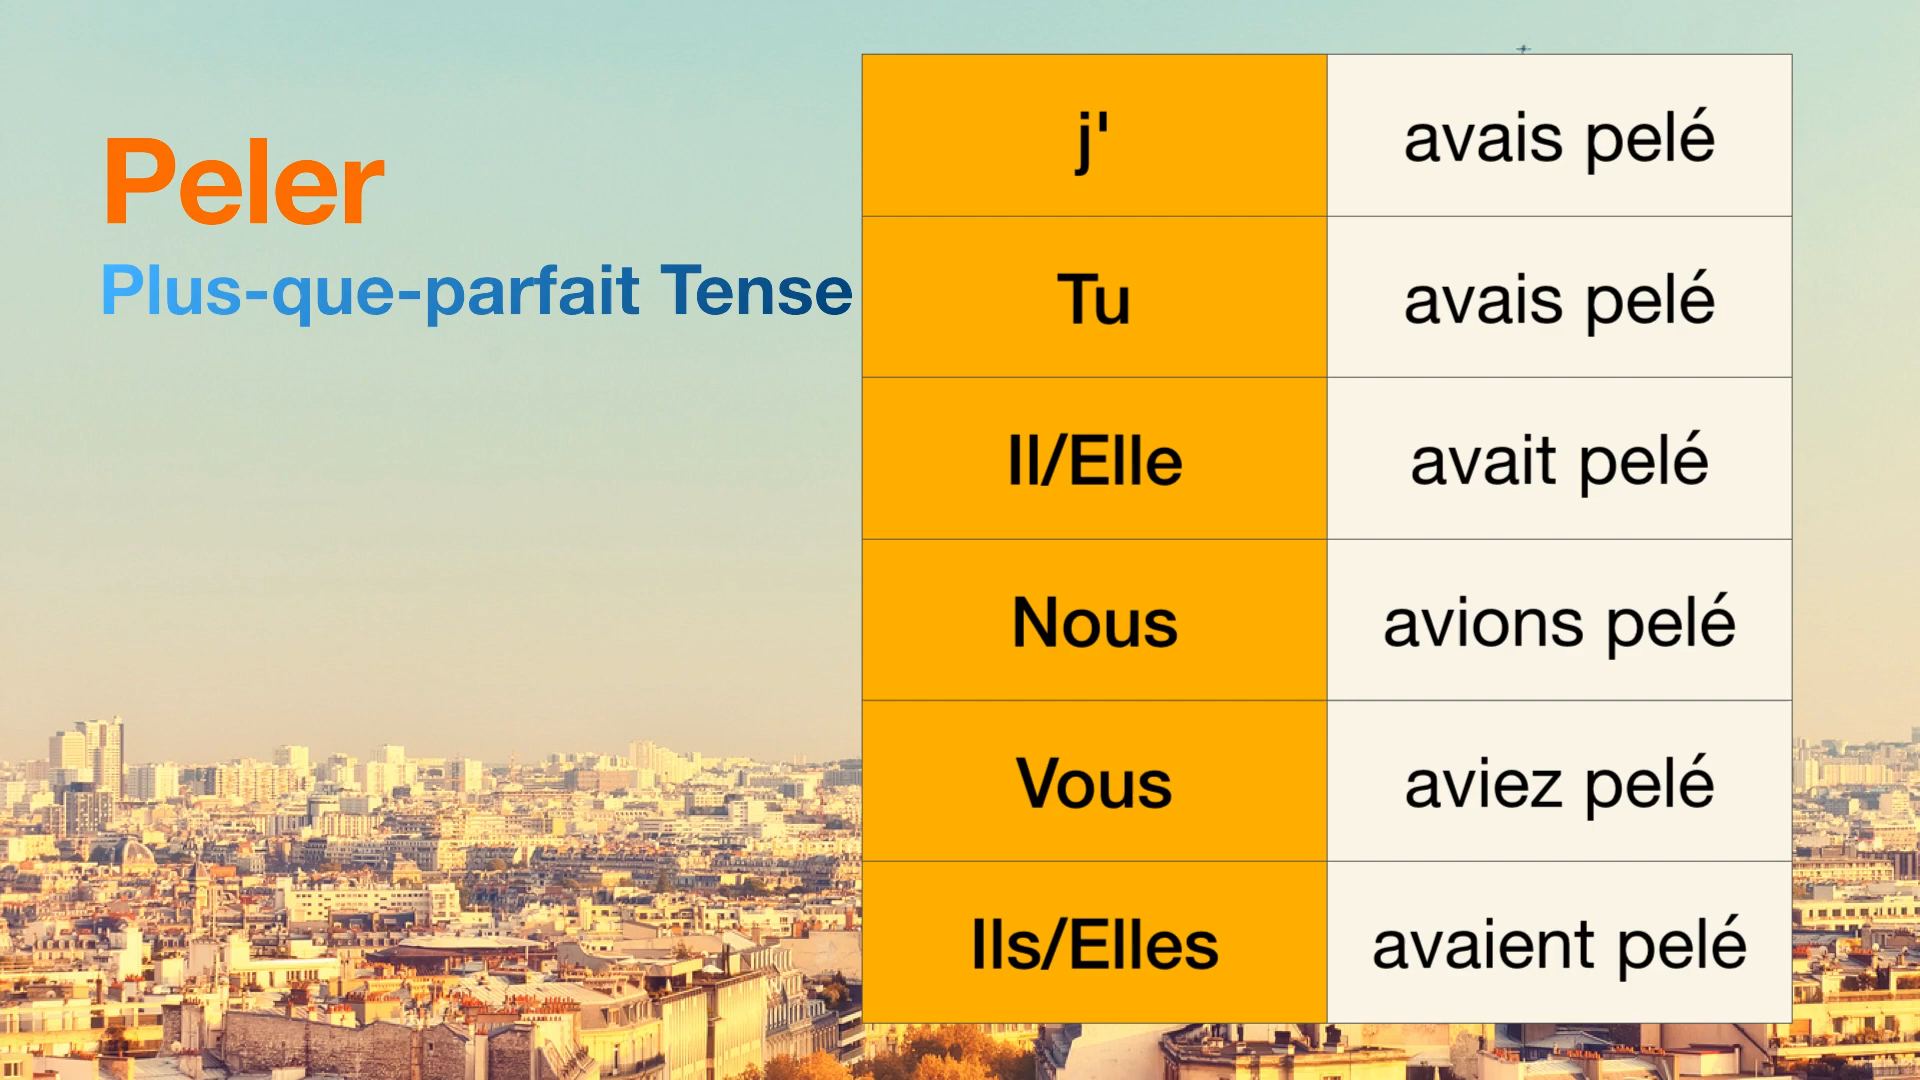 Peler
Plus-que-parfait Tense
j' avais pelé
Tu avais pelé
Il/Elle avait pelé
Nous avions pelé
Vous aviez pelé
Ils/Elles avaient pelé